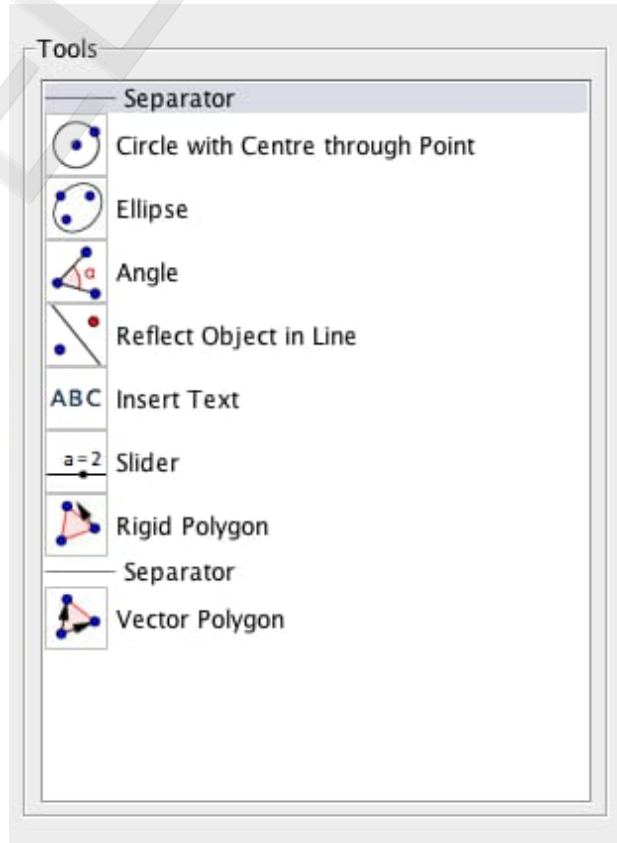 Tools
Separator
Circle with Centre through Point
Ellipse
α
Angle
Reflect Object in Line
ABC Insert Text
a=2 Slider
Rigid Polygon
Separator
Vector Polygon